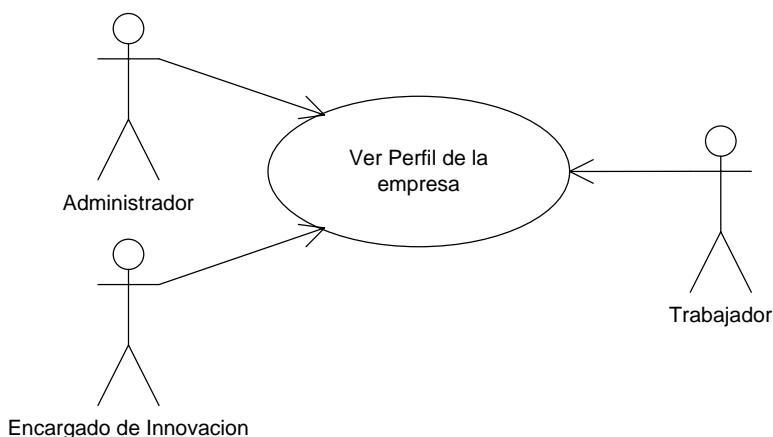 Ver Perfil de la
empresa
Administrador
Trabajador
Encargado de Innovacion